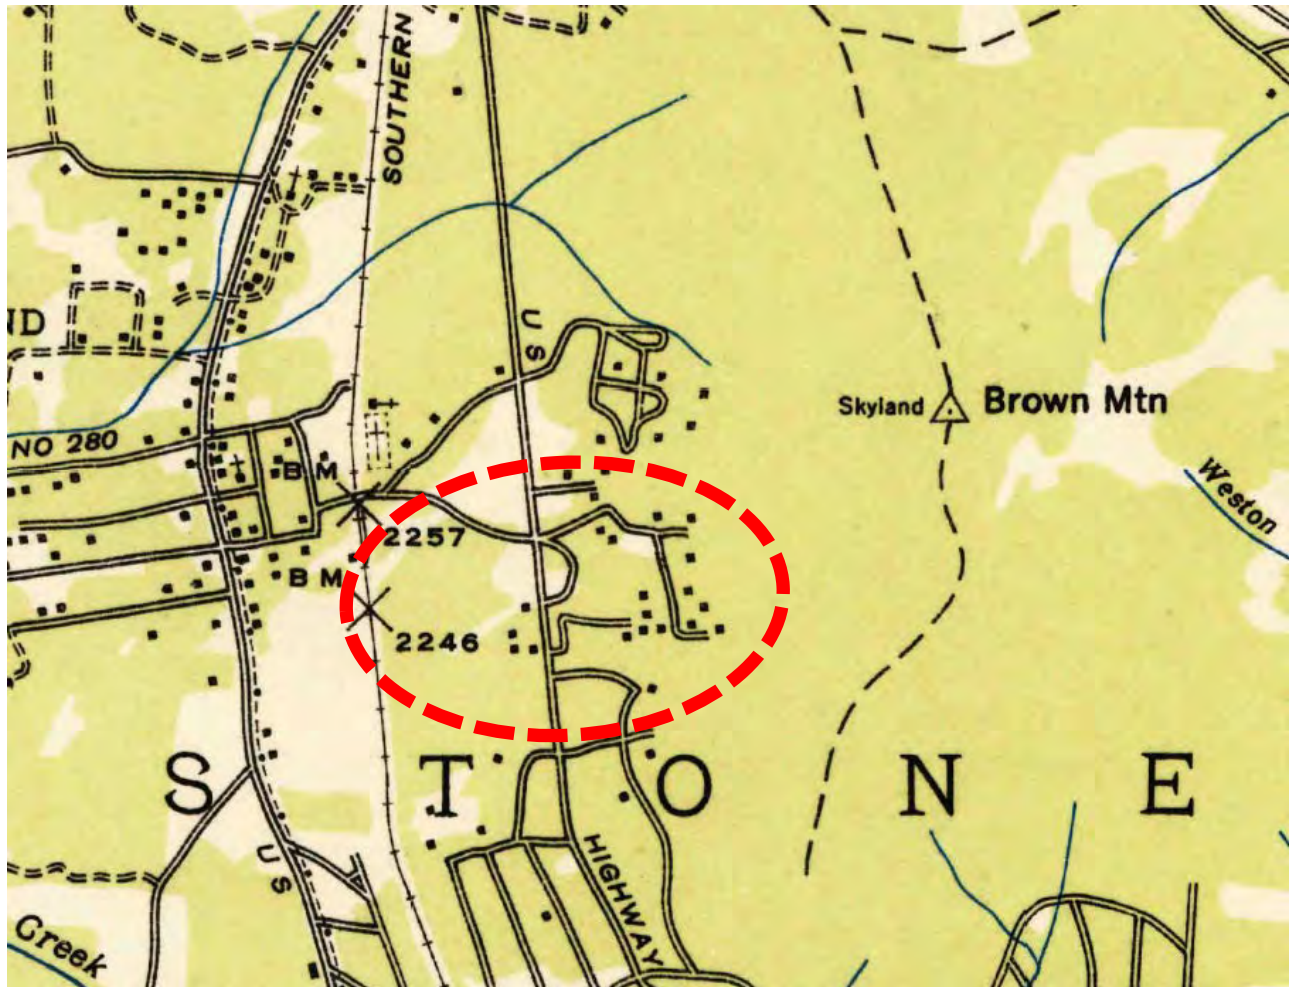 SOUTHERN
U S
ND
Skyland
Brown Mtn
NO 280
B M
2257
Weston
B M
2246
S T O N E
U S
HIGHWAY
Creek